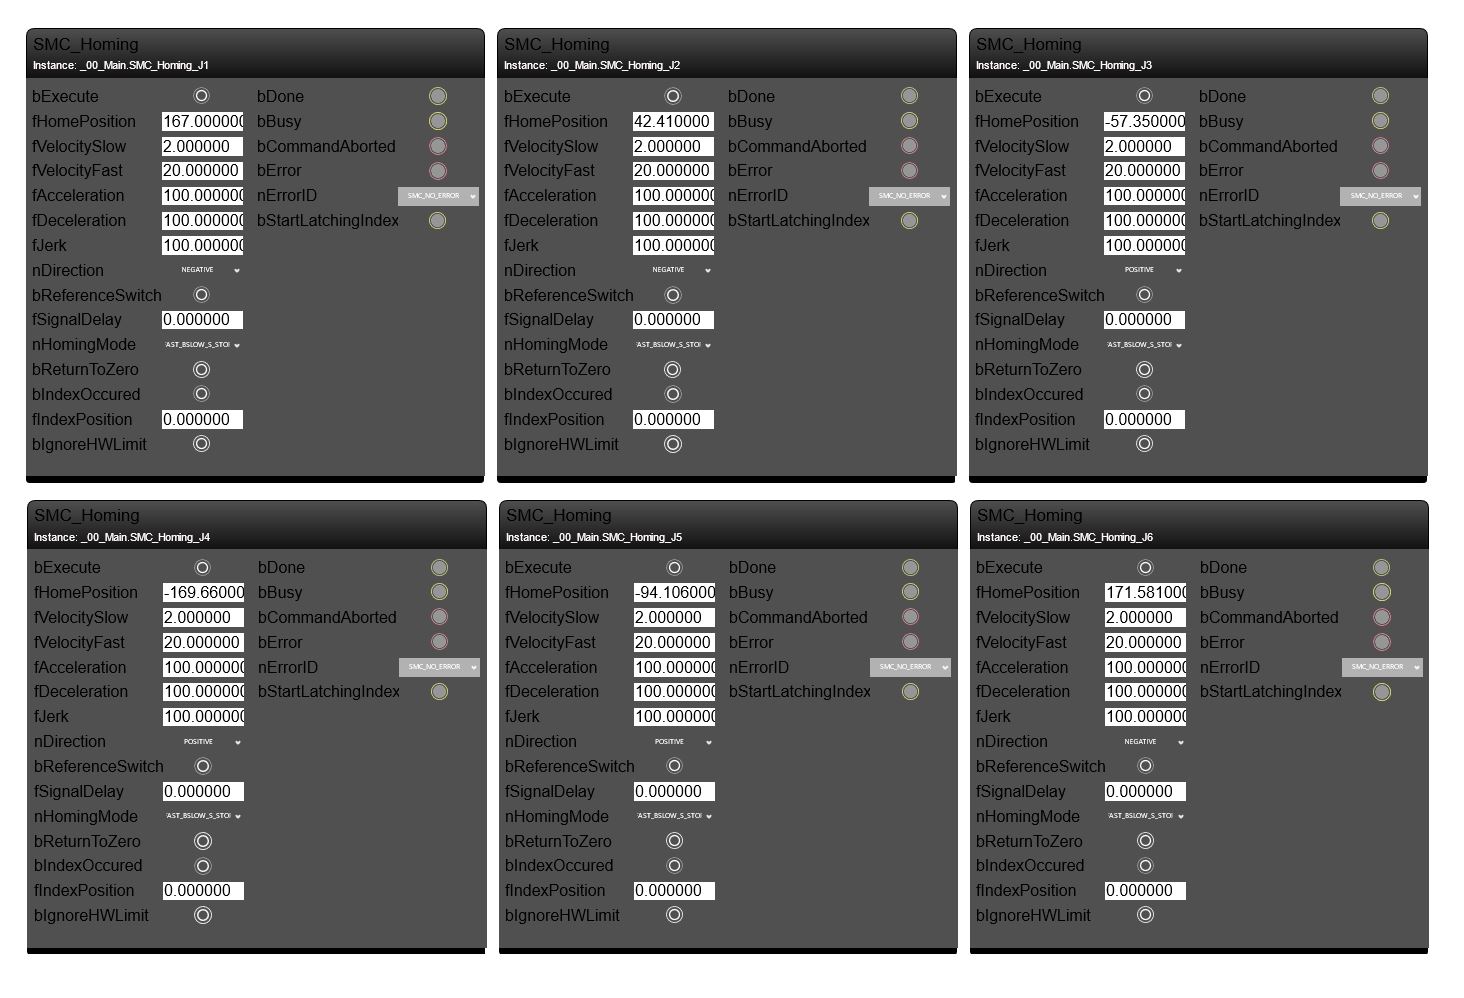 SMC_Homing
Instance: _00_Main.SMC_Homing_J1
bExecute bDone
fHomePosition 167.000000 bBusy
fVelocitySlow 2.000000 bCommandAborted
fVelocityFast 20.000000 bError
fAcceleration 100.000000 nErrorID SMC_NO_ERROR
fDeceleration 100.000000 bStartLatchingIndex
fJerk 100.000000
nDirection NEGATIVE
bReferenceSwitch
fSignalDelay 0.000000
nHomingMode AST_BSLOW_S_STO
bReturnToZero
bIndexOccured
fIndexPosition 0.000000
bIgnoreHWLimit
SMC_Homing
Instance: _00_Main.SMC_Homing_J2
bExecute bDone
fHomePosition 42.410000 bBusy
fVelocitySlow 2.000000 bCommandAborted
fVelocityFast 20.000000 bError
fAcceleration 100.000000 nErrorID SMC_NO_ERROR
fDeceleration 100.000000 bStartLatchingIndex
fJerk 100.000000
nDirection NEGATIVE
bReferenceSwitch
fSignalDelay 0.000000
nHomingMode AST_BSLOW_S_STO
bReturnToZero
bIndexOccured
fIndexPosition 0.000000
bIgnoreHWLimit
SMC_Homing
Instance: _00_Main.SMC_Homing_J3
bExecute bDone
fHomePosition -57.350000 bBusy
fVelocitySlow 2.000000 bCommandAborted
fVelocityFast 20.000000 bError
fAcceleration 100.000000 nErrorID SMC_NO_ERROR
fDeceleration 100.000000 bStartLatchingIndex
fJerk 100.000000
nDirection POSITIVE
bReferenceSwitch
fSignalDelay 0.000000
nHomingMode AST_BSLOW_S_STO
bReturnToZero
bIndexOccured
fIndexPosition 0.000000
bIgnoreHWLimit
SMC_Homing
Instance: _00_Main.SMC_Homing_J4
bExecute bDone
fHomePosition -169.66000 bBusy
fVelocitySlow 2.000000 bCommandAborted
fVelocityFast 20.000000 bError
fAcceleration 100.000000 nErrorID SMC_NO_ERROR
fDeceleration 100.000000 bStartLatchingIndex
fJerk 100.000000
nDirection POSITIVE
bReferenceSwitch
fSignalDelay 0.000000
nHomingMode AST_BSLOW_S_STO
bReturnToZero
bIndexOccured
fIndexPosition 0.000000
bIgnoreHWLimit
SMC_Homing
Instance: _00_Main.SMC_Homing_J5
bExecute bDone
fHomePosition -94.106000 bBusy
fVelocitySlow 2.000000 bCommandAborted
fVelocityFast 20.000000 bError
fAcceleration 100.000000 nErrorID SMC_NO_ERROR
fDeceleration 100.000000 bStartLatchingIndex
fJerk 100.000000
nDirection POSITIVE
bReferenceSwitch
fSignalDelay 0.000000
nHomingMode AST_BSLOW_S_STO
bReturnToZero
bIndexOccured
fIndexPosition 0.000000
bIgnoreHWLimit
SMC_Homing
Instance: _00_Main.SMC_Homing_J6
bExecute bDone
fHomePosition 171.581000 bBusy
fVelocitySlow 2.000000 bCommandAborted
fVelocityFast 20.000000 bError
fAcceleration 100.000000 nErrorID SMC_NO_ERROR
fDeceleration 100.000000 bStartLatchingIndex
fJerk 100.000000
nDirection NEGATIVE
bReferenceSwitch
fSignalDelay 0.000000
nHomingMode AST_BSLOW_S_STO
bReturnToZero
bIndexOccured
fIndexPosition 0.000000
bIgnoreHWLimit